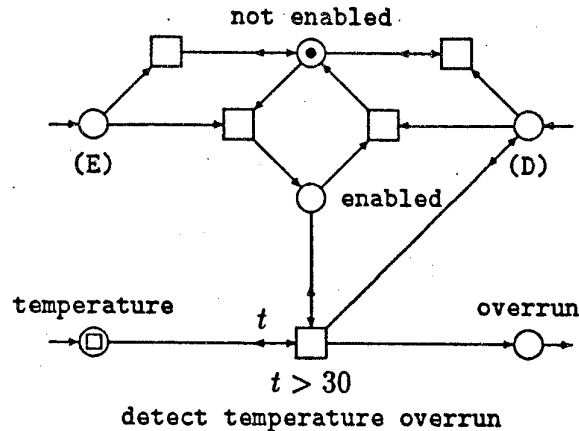 not enabled
(E)
(D)
enabled
temperature
t
overrun
t > 30
detect temperature overrun